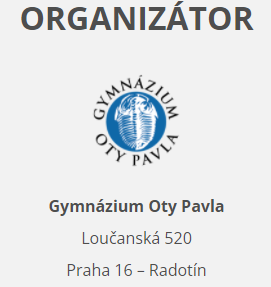 ORGANIZÁTOR
GYMNÁZIUM
OTY PAVLA
Gymnázium Oty Pavla
Loučanská 520
Praha 16 – Radotín